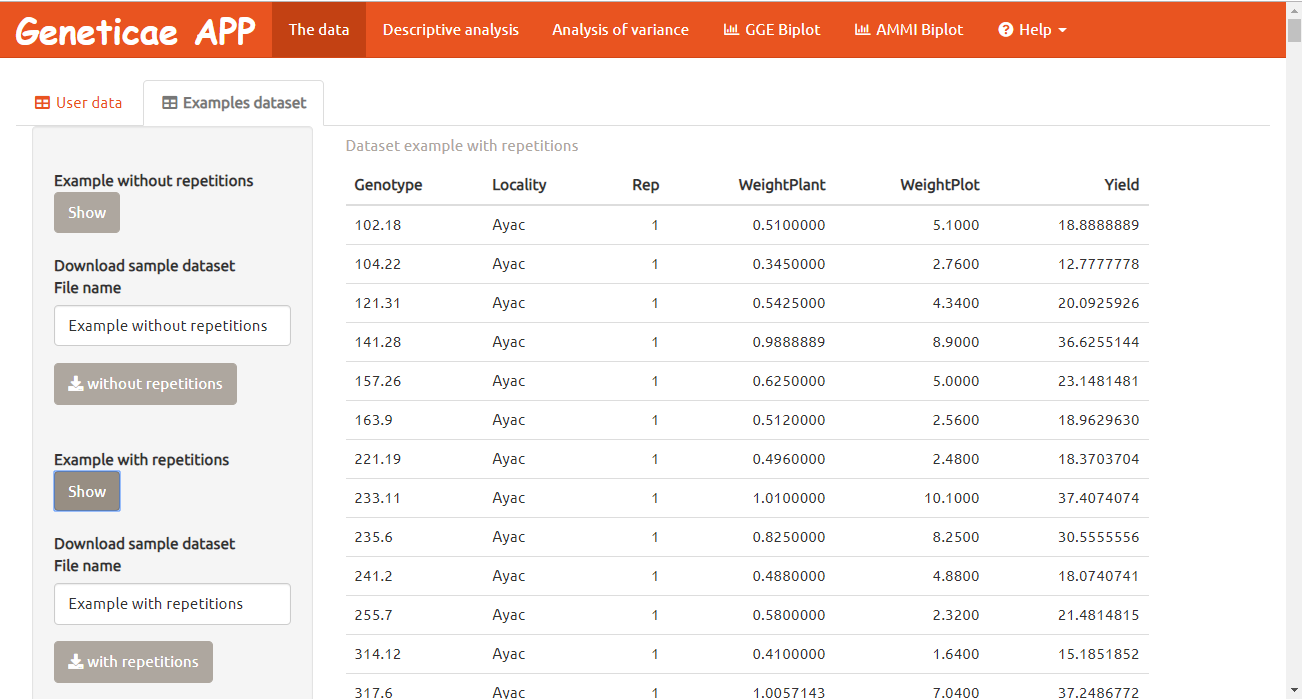 Geneticae APP The data Descriptive analysis Analysis of variance GGE Biplot AMMI Biplot Help
User data Examples dataset
Example without repetitions
Show
Download sample dataset
File name
Example without repetitions
without repetitions
Example with repetitions
Show
Download sample dataset
File name
Example with repetitions
with repetitions
Dataset example with repetitions
Genotype Locality Rep WeightPlant WeightPlot Yield
102.18 Ayac 1 0.5100000 5.1000 18.8888889
104.22 Ayac 1 0.3450000 2.7600 12.7777778
121.31 Ayac 1 0.5425000 4.3400 20.0925926
141.28 Ayac 1 0.9888889 8.9000 36.6255144
157.26 Ayac 1 0.6250000 5.0000 23.1481481
163.9 Ayac 1 0.5120000 2.5600 18.9629630
221.19 Ayac 1 0.4960000 2.4800 18.3703704
233.11 Ayac 1 1.0100000 10.1000 37.4074074
235.6 Ayac 1 0.8250000 8.2500 30.5555556
241.2 Ayac 1 0.4880000 4.8800 18.0740741
255.7 Ayac 1 0.5800000 2.3200 21.4814815
314.12 Ayac 1 0.4100000 1.6400 15.1851852
317.6 Ayac 1 1.0057143 7.0400 37.2486772